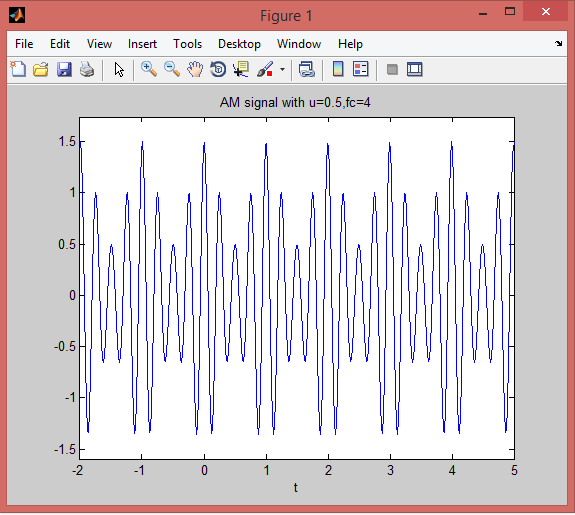 Figure 1
File Edit View Insert Tools Desktop Window Help
AM signal with u=0.5,fc=4
1.5
1
0.5
0
-0.5
-1
-1.5
-2 -1 0 1 2 3 4 5
t